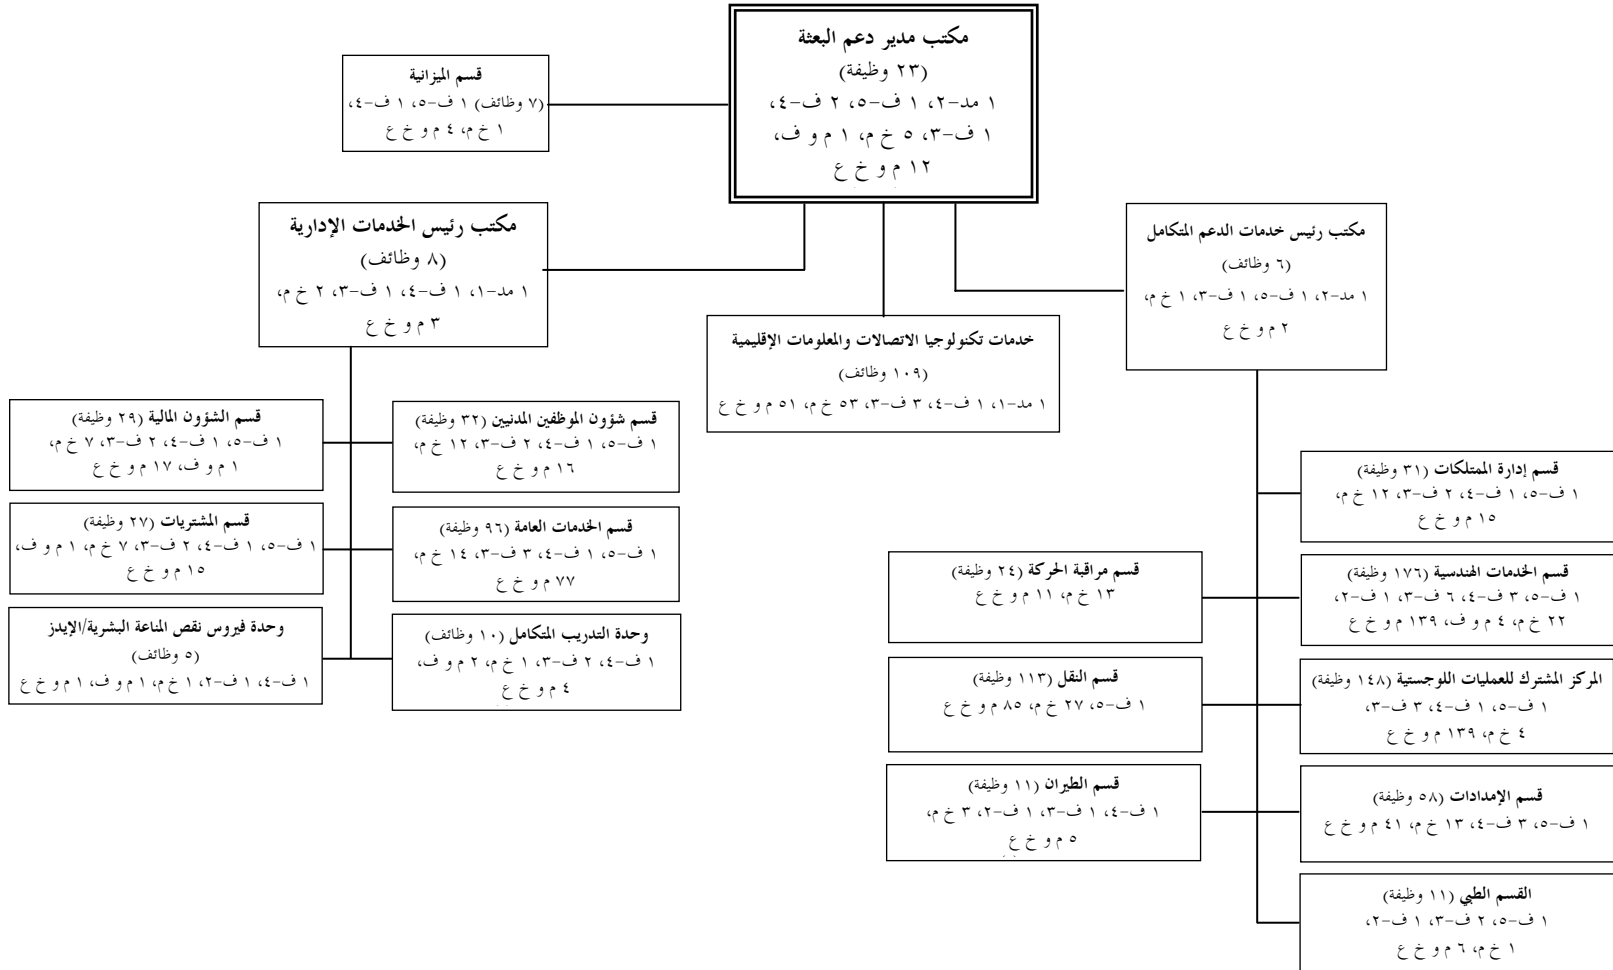 مكتب مدير دعم البعثة
(٢٣ وظيفة)
١ مد-٢، ١ ف-٥، ٢ ف-٤،
١ ف-٣، ٥ خ م، ١ م و ف،
١٢ م و خ ع
قسم الميزانية
(٧ وظائف) ١ ف-٥، ١ ف-٤،
١ خ م، ٤ م و خ ع
مكتب رئيس خدمات الدعم المتكامل
(٦ وظائف)
١ مد-٢، ١ ف-٥، ١ ف-٣، ١ خ م،
٢ م و خ ع
مكتب رئيس الخدمات الإدارية
(٨ وظائف)
١ مد-١، ١ ف-٤، ١ ف-٣، ٢ خ م،
٣ م و خ ع
خدمات تكنولوجيا الاتصالات والمعلومات الإقليمية
(١٠٩ وظائف)
١ مد-١، ١ ف-٤، ٣ ف-٣، ٥٣ خ م، ٥١ م و خ ع
قسم شؤون الموظفين المدنيين (٣٢ وظيفة)
١ ف-٥، ١ ف-٤، ٢ ف-٣، ١٢ خ م،
١٦ م و خ ع
قسم الشؤون المالية (٢٩ وظيفة)
١ ف-٥، ١ ف-٤، ٢ ف-٣، ٧ خ م،
١ م و ف، ١٧ م و خ ع
قسم الخدمات العامة (٩٦ وظيفة)
١ ف-٥، ١ ف-٤، ٣ ف-٣، ١٤ خ م،
٧٧ م و خ ع
قسم المشتريات (٢٧ وظيفة)
١ ف-٥، ١ ف-٤، ٢ ف-٣، ٧ خ م، ١ م و ف،
١٥ م و خ ع
وحدة التدريب المتكامل (١٠ وظائف)
١ ف-٤، ٢ ف-٣، ١ خ م، ٢ م و ف،
٤ م و خ ع
وحدة فيروس نقص المناعة البشرية/الإيدز
(٥ وظائف)
١ ف-٤، ١ ف-٢، ١ خ م، ١ م و ف، ١ م و خ ع
قسم إدارة الممتلكات (٣١ وظيفة)
١ ف-٥، ١ ف-٤، ٢ ف-٣، ١٢ خ م،
١٥ م و خ ع
قسم الخدمات الهندسية (١٧٦ وظيفة)
١ ف-٥، ٣ ف-٤، ٦ ف-٣، ١ ف-٢،
٢٢ خ م، ٤ م و ف، ١٣٩ م و خ ع
قسم مراقبة الحركة (٢٤ وظيفة)
١٣ خ م، ١١ م و خ ع
المركز المشترك للعمليات اللوجستية (١٤٨ وظيفة)
١ ف-٥، ١ ف-٤، ٣ ف-٣،
٤ خ م، ١٣٩ م و خ ع
قسم النقل (١١٣ وظيفة)
١ ف-٥، ٢٧ خ م، ٨٥ م و خ ع
قسم الإمدادات (٥٨ وظيفة)
١ ف-٥، ٣ ف-٤، ١٣ خ م، ٤١ م و خ ع
قسم الطيران (١١ وظيفة)
١ ف-٤، ١ ف-٣، ١ ف-٢، ٣ خ م،
٥ م و خ ع
القسم الطبي (١١ وظيفة)
١ ف-٥، ٢ ف-٣، ١ ف-٢،
١ خ م، ٦ م و خ ع